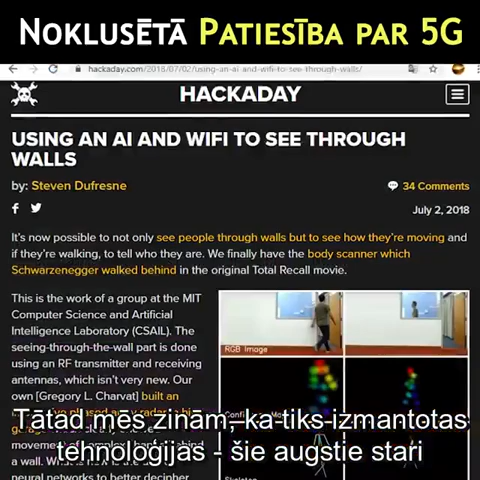 Noklusētā Patiesība par 5G
hackaday.com/2018/07/02/using-an-ai-and-wifi-to-see-through-walls/
HACKADAY
USING AN AI AND WIFI TO SEE THROUGH
WALLS
by: Steven Dufresne
34 Comments
July 2, 2018
It's now possible to not only see people through walls but to see how they're moving and
if they're walking, to tell who they are. We finally have the body scanner which
Schwarzenegger walked behind in the original Total Recall movie.
This is the work of a group at the MIT
Computer Science and Artificial
Intelligence Laboratory (CSAIL). The
seeing-through-the-wall part is done
using an RF transmitter and receiving
antennas, which isn't very new. Our
own [Gregory L. Charvat] built an
RGB Image
Tātad mēs zinām, ka tiks izmantotas
movement
a wall.
tehnoloģijas - šie augstie stari
neural networks to better decipher
Skeleton